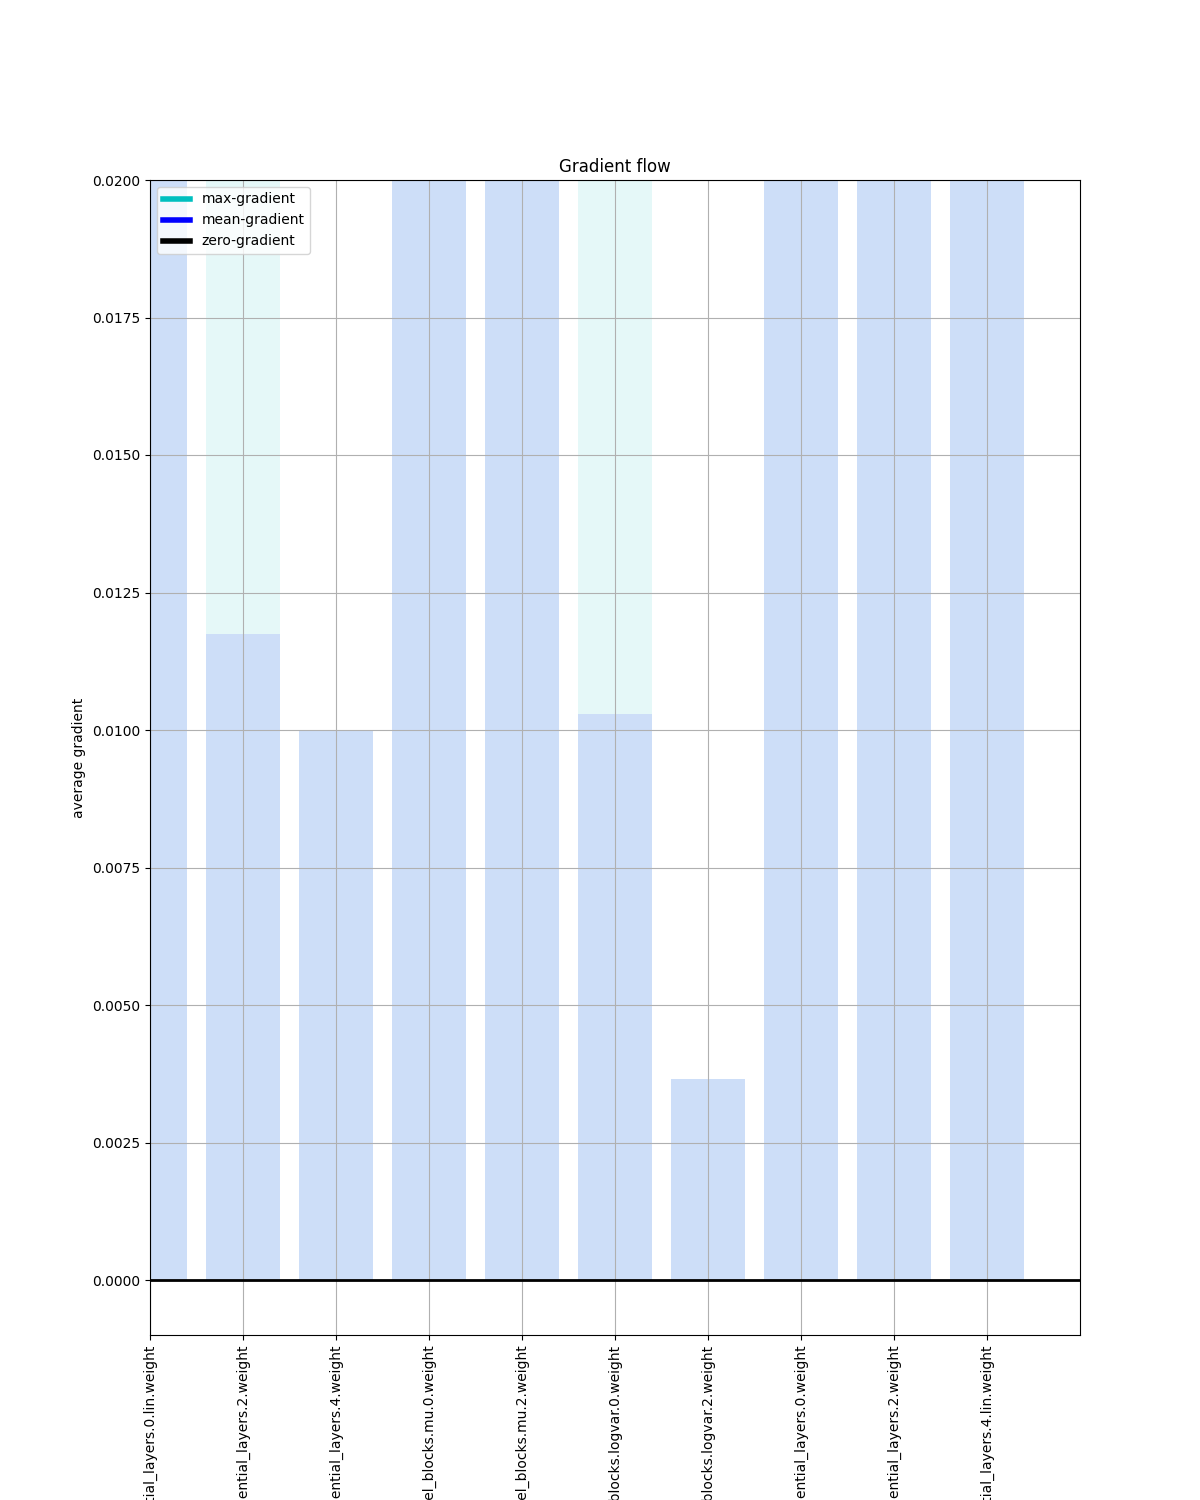 Gradient flow
max-gradient
mean-gradient
zero-gradient
0.0200
0.0175
0.0150
0.0125
0.0100
0.0075
0.0050
0.0025
0.0000
average gradient
tial_layers.0.lin.weight
ential_layers.2.weight
ential_layers.4.weight
el_blocks.mu.0.weight
el_blocks.mu.2.weight
blocks.logvar.0.weight
blocks.logvar.2.weight
ential_layers.0.weight
ential_layers.2.weight
tial_layers.4.lin.weight